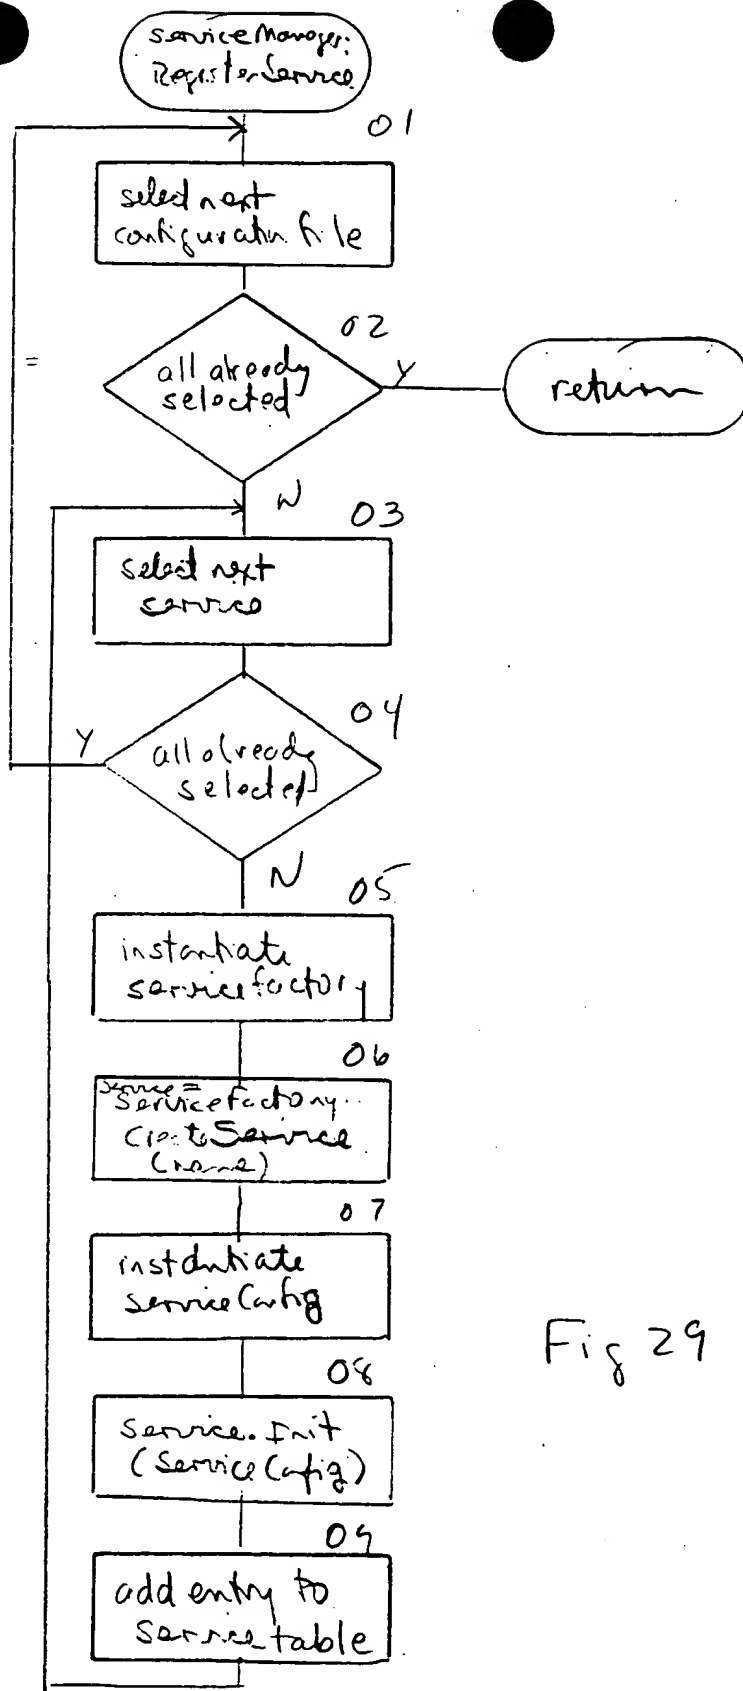 serviceManager:
RegisterService
01
select next
configuration file
02
all already
selected
Y
return
N
03
select next
service
04
Y
all already
selected
N
05
instantiate
servicefactory
06
service =
ServiceFactory.
CreateService
(name)
07
instantiate
serviceConfig
08
service.Init
(ServiceConfig)
09
add entry to
Service table
Fig 29